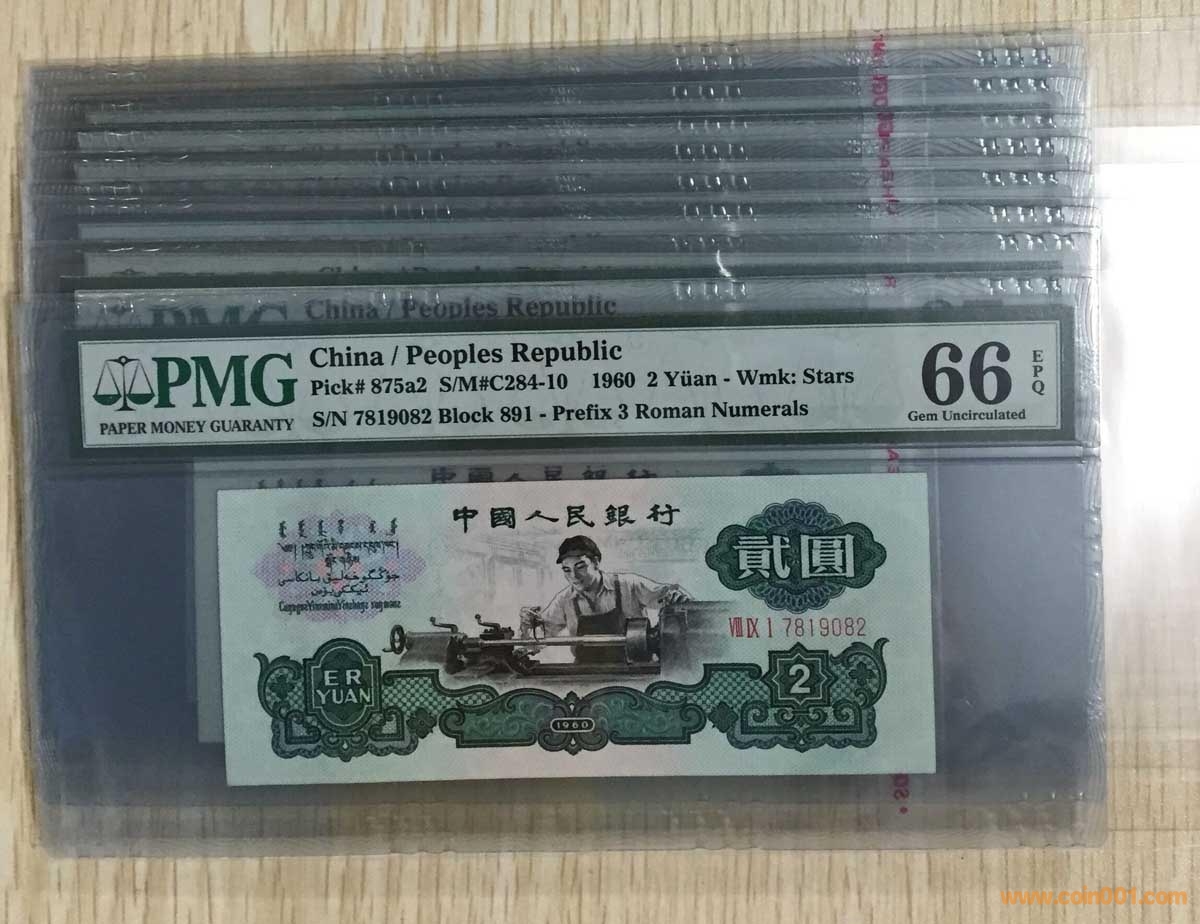 China / Peoples Republic
PMG
PAPER MONEY GUARANTY
China / Peoples Republic
Pick# 875a2 S/M#C284-10 1960 2 Yüan - Wmk: Stars
S/N 7819082 Block 891 - Prefix 3 Roman Numerals
66
EPQ
Gem Uncirculated
中國人民銀行
貳圓
VIII IX I 7819082
ER
YUAN
1960
2
www.coin001.com